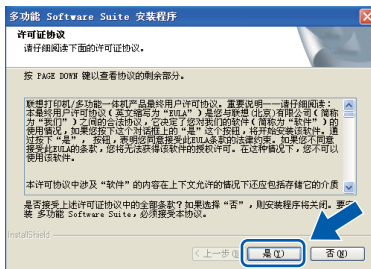 多功能 Software Suite 安装程序
许可证协议
请仔细阅读下面的许可证协议。
按 PAGE DOWN 键以查看协议的剩余部分。
联想打印机/多功能一体机产品最终用户许可协议。重要说明——请仔细阅读：
本最终用户许可协议（英文缩写为“EULA”）是您与联想(北京)有限公司（简称
为“我们”）之间的合法协议，它决定了您对我们的软件（简称为“软件”）的
使用情况，如果您按下这个对话框上的“是”这个按钮，将开始安装该软件。通
过按下“是”，按钮，表明您同意接受此EULA条款的法律约束。如果您不同意
接受此EULA的条款，您将无法获得该软件的授权许可。在这种情况下，您不可以
使用该软件。
本许可协议中涉及“软件”的内容在上下文允许的情况下还应包括存储它的介质
是否接受上述许可证协议中的全部条款？如果选择“否”，则安装程序将关闭。要安
装 多功能 Software Suite，必须接受本协议。
InstallShield
< 上一步(B)
是(Y)
否(N)